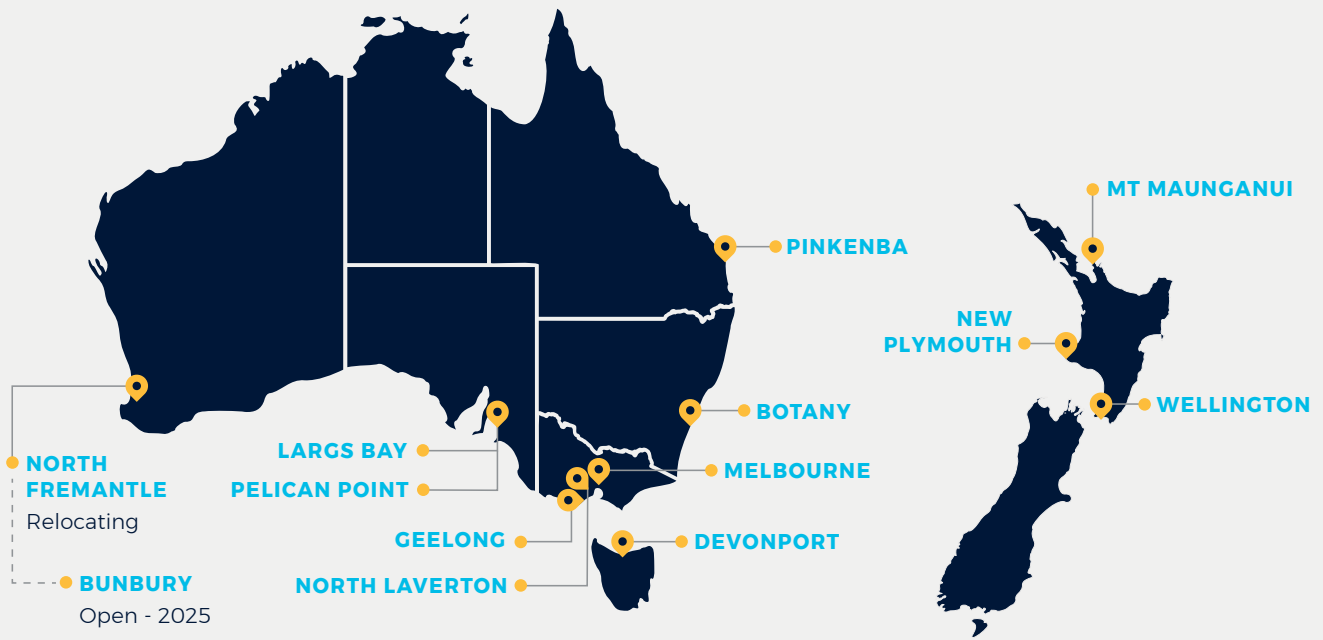 MT MAUNGANUI
PINKENBA
NEW
PLYMOUTH
WELLINGTON
BOTANY
LARGS BAY
NORTH
FREMANTLE
Relocating
MELBOURNE
PELICAN POINT
GEELONG
DEVONPORT
NORTH LAVERTON
BUNBURY
Open - 2025